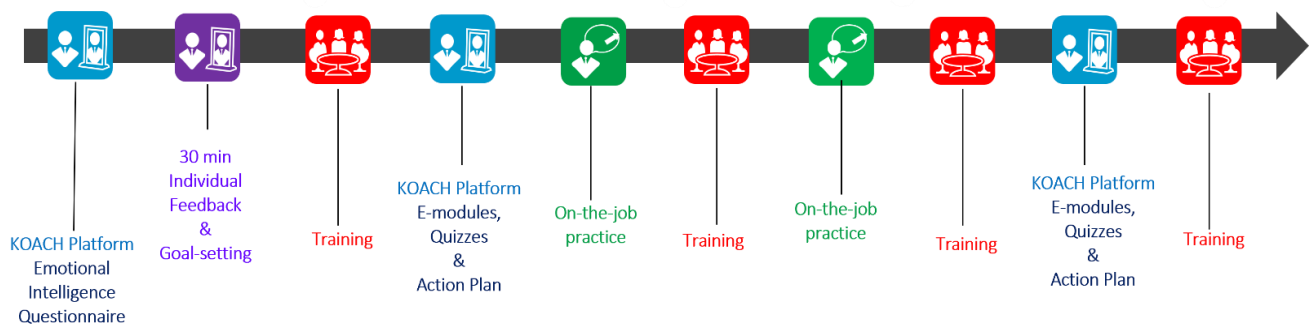 KOACH Platform
Emotional
Intelligence
Questionnaire
30 min
Individual
Feedback
&
Goal-setting
Training
KOACH Platform
E-modules,
Quizzes
&
Action Plan
On-the-job
practice
Training
On-the-job
practice
Training
KOACH Platform
E-modules,
Quizzes
&
Action Plan
Training